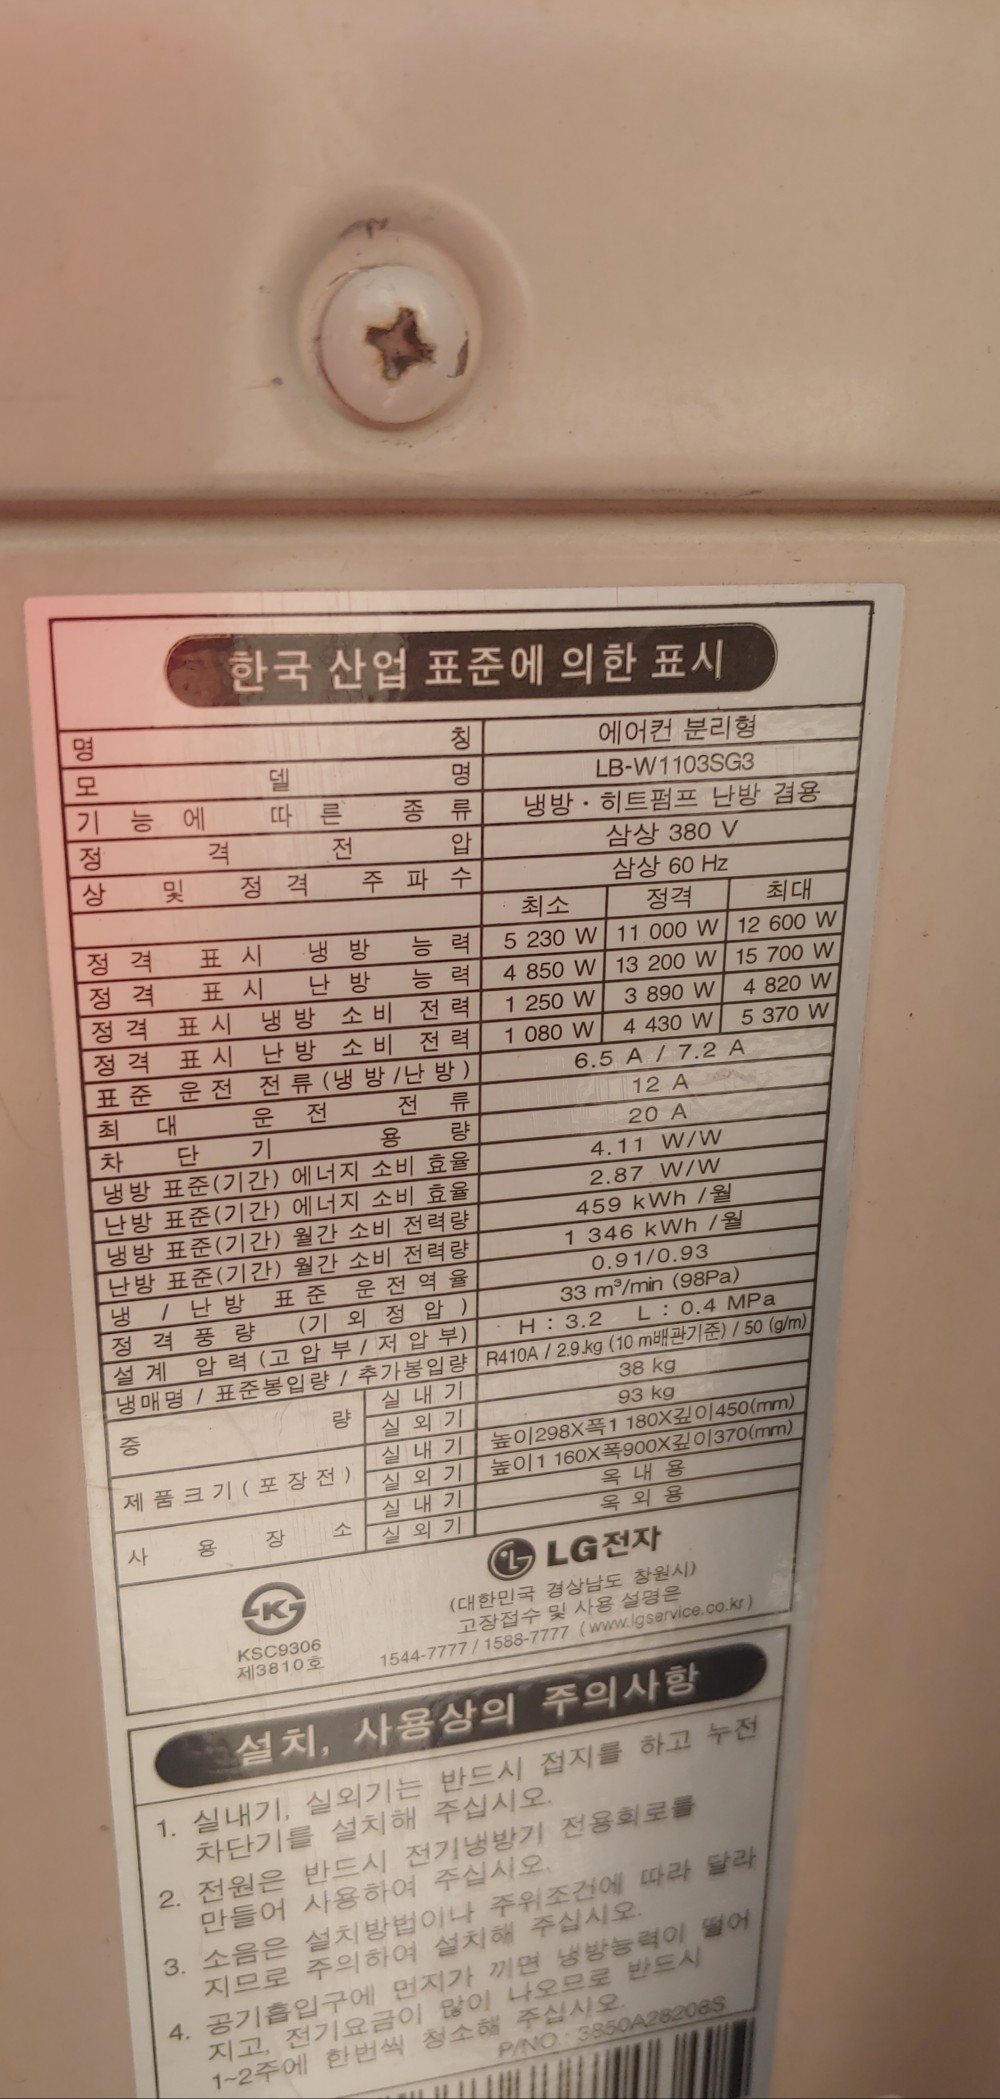 한국 산업 표준에 의한 표시
명 칭 에어컨 분리형
모 델 명 LB-W1103SG3
기 능 에 따 른 종 류 냉방 · 히트펌프 난방 겸용
정 격 전 압 삼상 380 V
상 및 정 격 주 파 수 삼상 60 Hz
최소 정격 최대
정 격 표 시 냉 방 능 력 5 230 W 11 000 W 12 600 W
정 격 표 시 난 방 능 력 4 850 W 13 200 W 15 700 W
정 격 표 시 냉 방 소 비 전 력 1 250 W 3 890 W 4 820 W
정 격 표 시 난 방 소 비 전 력 1 080 W 4 430 W 5 370 W
표 준 운 전 전 류 (냉 방 /난 방 ) 6.5 A / 7.2 A
최 대 운 전 전 류 12 A
차 단 기 용 량 20 A
냉방 표준(기간) 에너지 소비 효율 4.11 W/W
난방 표준(기간) 에너지 소비 효율 2.87 W/W
냉방 표준(기간) 월간 소비 전력량 459 kWh /월
난방 표준(기간) 월간 소비 전력량 1 346 kWh /월
냉 / 난 방 표 준 운 전 역 율 0.91/0.93
정 격 풍 량 (기 외 정 압 ) 33 m³/min (98Pa)
설 계 압 력 (고 압 부 / 저 압 부) H : 3.2 L : 0.4 MPa
냉매명 / 표준봉입량 / 추가봉입량 R410A / 2.9.kg (10 m배관기준) / 50 (g/m)
중 량 실 내 기 38 kg
실 외 기 93 kg
제 품 크 기 ( 포 장 전 ) 실 내 기 높이298X폭1 180X깊이450(mm)
실 외 기 높이1 160X폭900X깊이370(mm)
사 용 장 소 실 내 기 옥 내 용
실 외 기 옥 외 용
LG전자
(대한민국 경상남도 창원시)
고장접수 및 사용 설명은
1544-7777 / 1588-7777 ( www.lgservice.co.kr )
KSC9306
제3810호
설치, 사용상의 주의사항
1. 실내기, 실외기는 반드시 접지를 하고 누전
차단기를 설치해 주십시오.
2. 전원은 반드시 전기냉방기 전용회로를
만들어 사용하여 주십시오.
3. 소음은 설치방법이나 주위조건에 따라 달라
지므로 주의하여 설치해 주십시오.
4. 공기흡입구에 먼지가 끼면 냉방능력이 떨어
지고, 전기요금이 많이 나오므로 반드시
1~2주에 한번씩 청소해 주십시오.
P/NO. : 3850A28208S